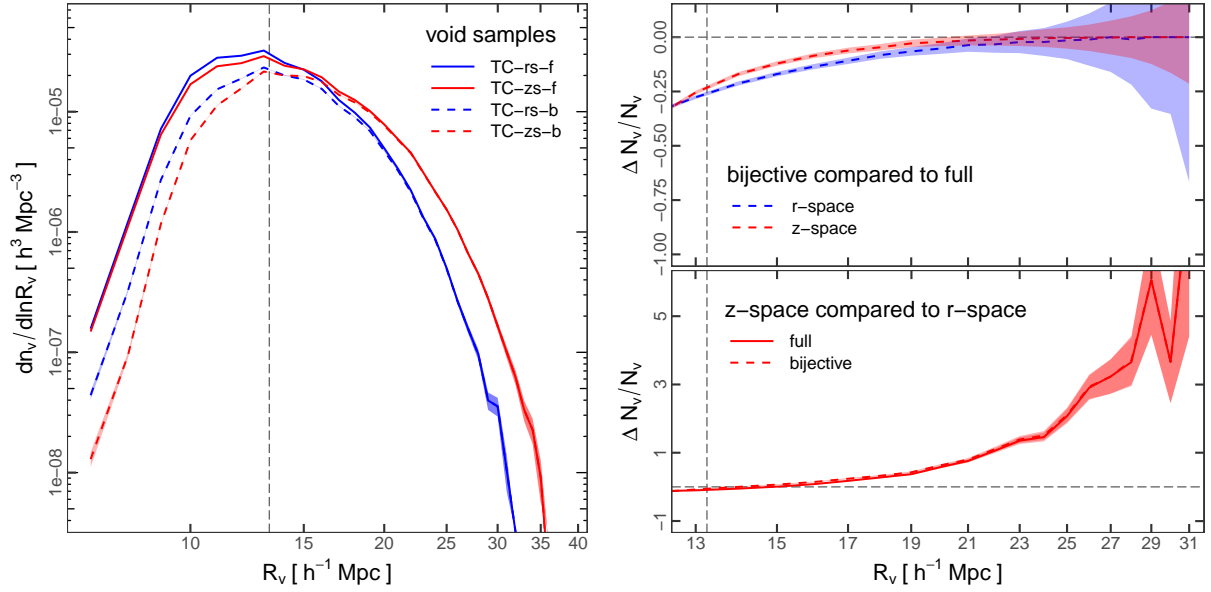 void samples
TC−rs−f
TC−zs−f
TC−rs−b
TC−zs−b
dn_v/dlnR_v [ h³ Mpc⁻³ ]
1e−05
1e−06
1e−07
1e−08
10
15
20
25
30
35
40
R_v [ h⁻¹ Mpc ]
Δ N_v/N_v
0.00
−0.25
−0.50
−0.75
−1.00
bijective compared to full
r−space
z−space
z−space compared to r−space
full
bijective
Δ N_v/N_v
5
3
1
−1
13
15
17
19
21
23
25
27
29
31
R_v [ h⁻¹ Mpc ]